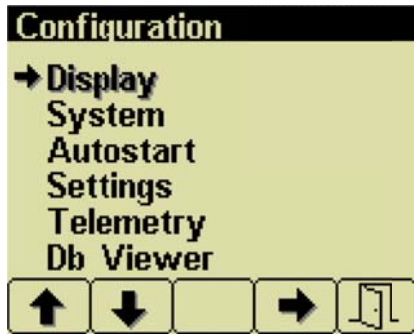 Configuration
Display
System
Autostart
Settings
Telemetry
Db Viewer